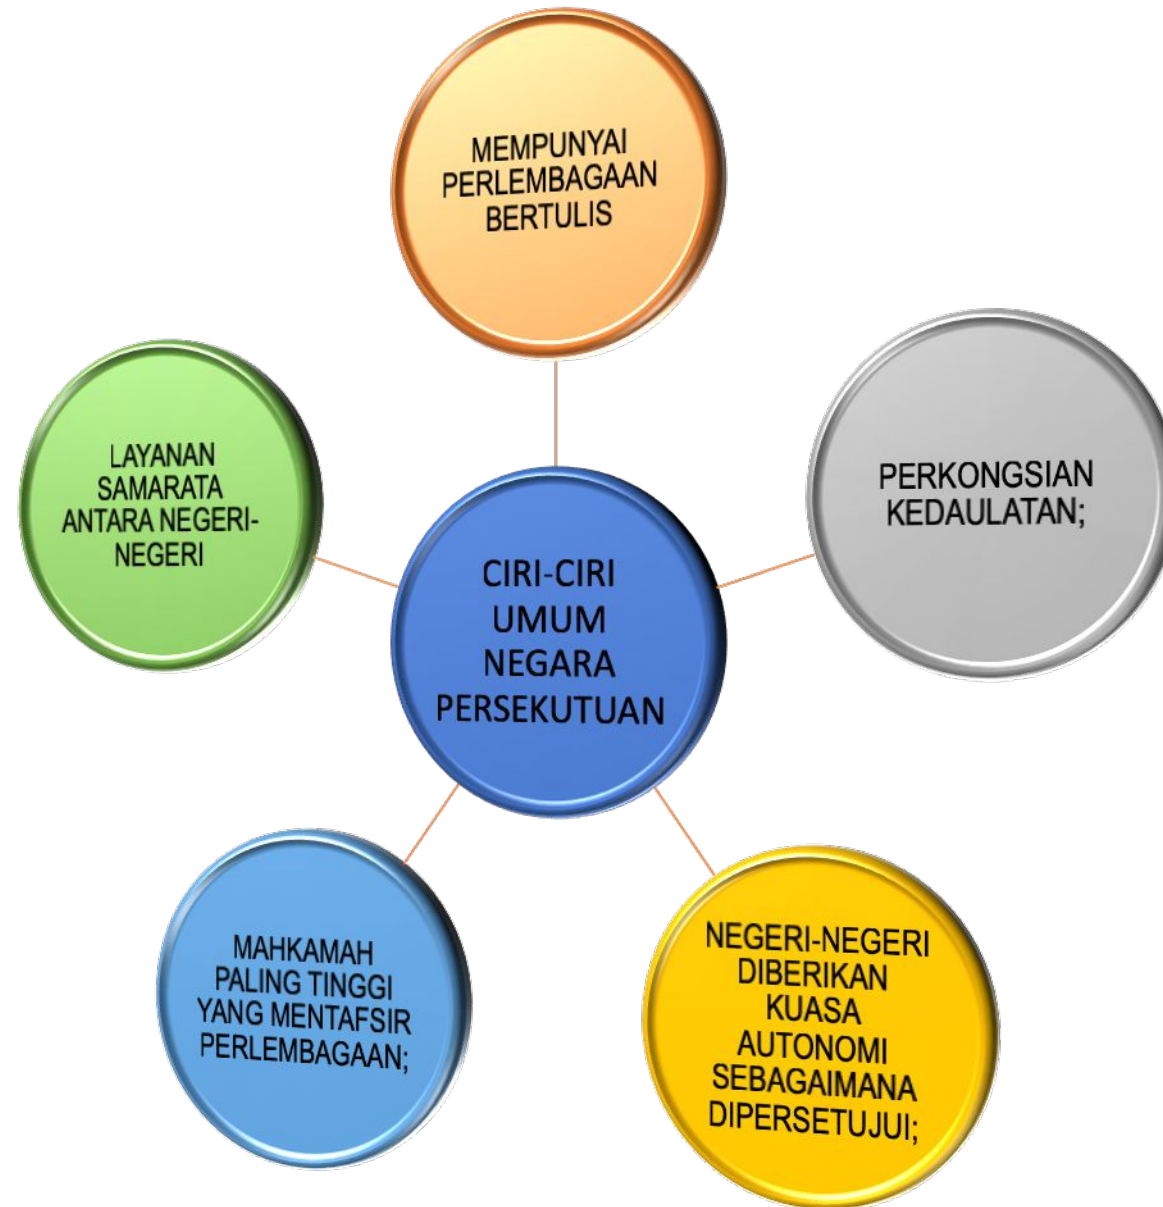 MEMPUNYAI
PERLEMBAGAAN
BERTULIS
PERKONGSIAN
KEDAULATAN;
NEGERI-NEGERI
DIBERIKAN
KUASA
AUTONOMI
SEBAGAIMANA
DIPERSETUJUI;
MAHKAMAH
PALING TINGGI
YANG MENTAFSIR
PERLEMBAGAAN;
LAYANAN
SAMARATA
ANTARA NEGERI-
NEGERI
CIRI-CIRI
UMUM
NEGARA
PERSEKUTUAN